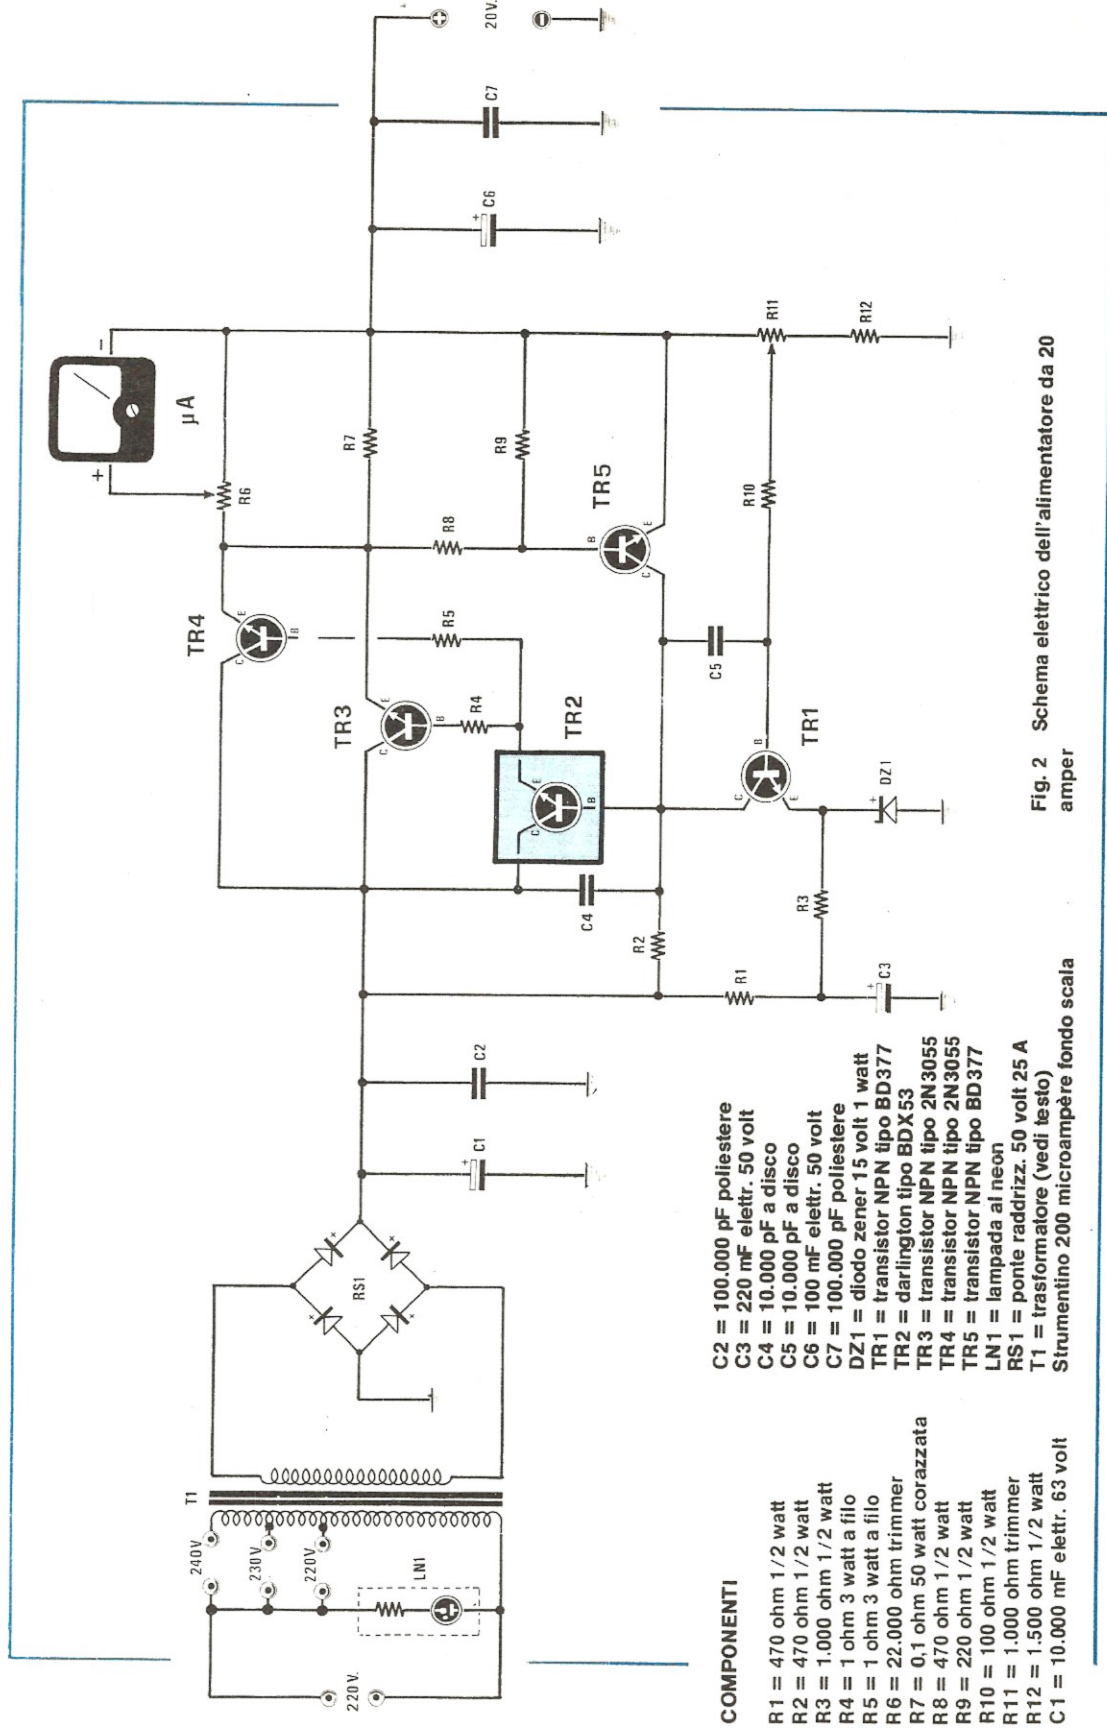 240V
230V
220V
220V.
T1
LN1
RS1
C1
C2
C3
R1
R2
R3
C4
DZ1
TR1
TR2
TR3
TR4
TR5
R4
R5
R6
R7
R8
R9
R10
R11
R12
C5
C6
C7
20V.
µA
+
-
B
C
E
COMPONENTI
R1 = 470 ohm 1/2 watt
R2 = 470 ohm 1/2 watt
R3 = 1.000 ohm 1/2 watt
R4 = 1 ohm 3 watt a filo
R5 = 1 ohm 3 watt a filo
R6 = 22.000 ohm trimmer
R7 = 0,1 ohm 50 watt corazzata
R8 = 470 ohm 1/2 watt
R9 = 220 ohm 1/2 watt
R10 = 100 ohm 1/2 watt
R11 = 1.000 ohm trimmer
R12 = 1.500 ohm 1/2 watt
C1 = 10.000 mF elettr. 63 volt
C2 = 100.000 pF poliestere
C3 = 220 mF elettr. 50 volt
C4 = 10.000 pF a disco
C5 = 10.000 pF a disco
C6 = 100 mF elettr. 50 volt
C7 = 100.000 pF poliestere
DZ1 = diodo zener 15 volt 1 watt
TR1 = transistor NPN tipo BD377
TR2 = darlington tipo BDX53
TR3 = transistor NPN tipo 2N3055
TR4 = transistor NPN tipo 2N3055
TR5 = transistor NPN tipo BD377
LN1 = lampada al neon
RS1 = ponte raddrizz. 50 volt 25 A
T1 = trasformatore (vedi testo)
Strumentino 200 microampère fondo scala
Fig. 2 Schema elettrico dell'alimentatore da 20
amper